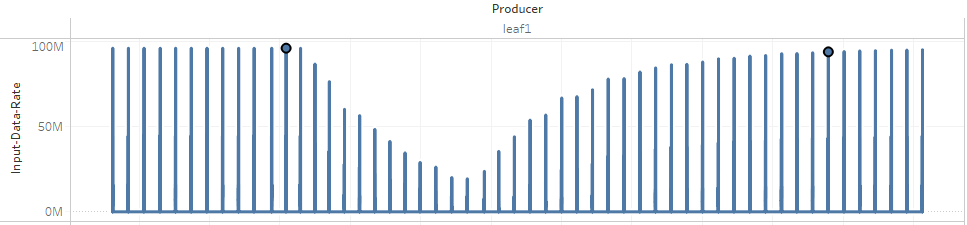 Producer
leaf1
100M
50M
0M
Input-Data-Rate